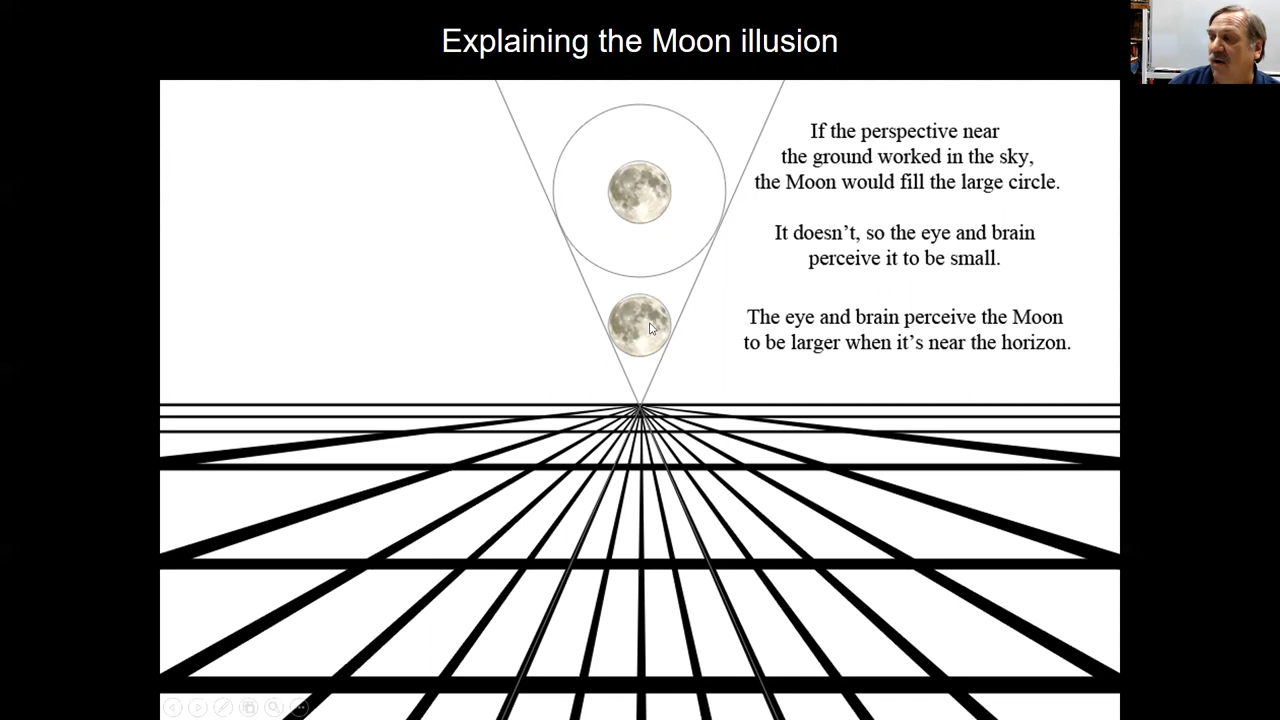 Explaining the Moon illusion
If the perspective near
the ground worked in the sky,
the Moon would fill the large circle.
It doesn’t, so the eye and brain
perceive it to be small.
The eye and brain perceive the Moon
to be larger when it’s near the horizon.